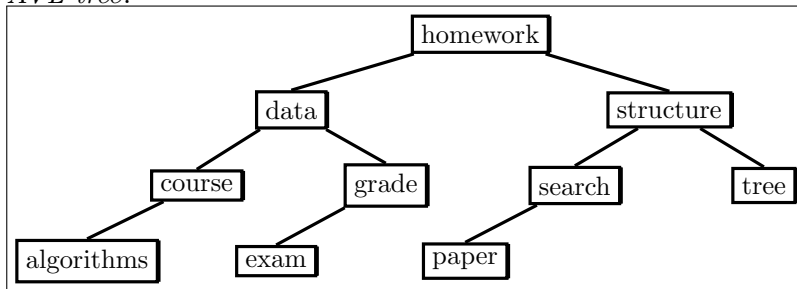 AVL tree.
homework
data structure
course grade search tree
algorithms exam paper